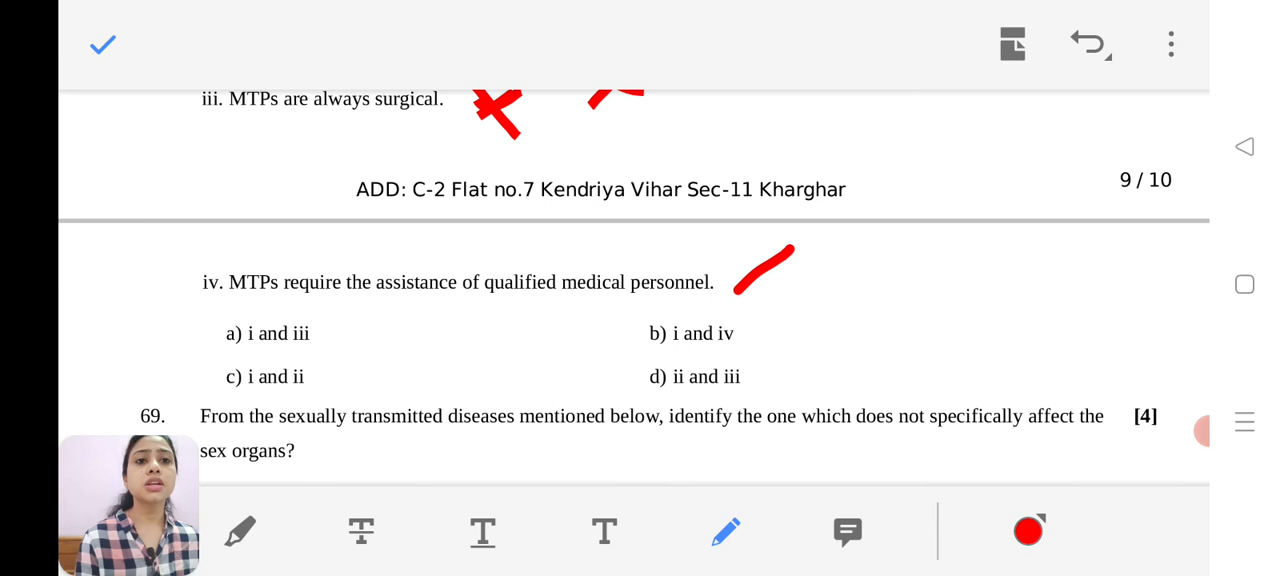 iii. MTPs are always surgical.
ADD: C-2 Flat no.7 Kendriya Vihar Sec-11 Kharghar
9 / 10
iv. MTPs require the assistance of qualified medical personnel.
a) i and iii
b) i and iv
c) i and ii
d) ii and iii
69. From the sexually transmitted diseases mentioned below, identify the one which does not specifically affect the [4]
sex organs?
T T T